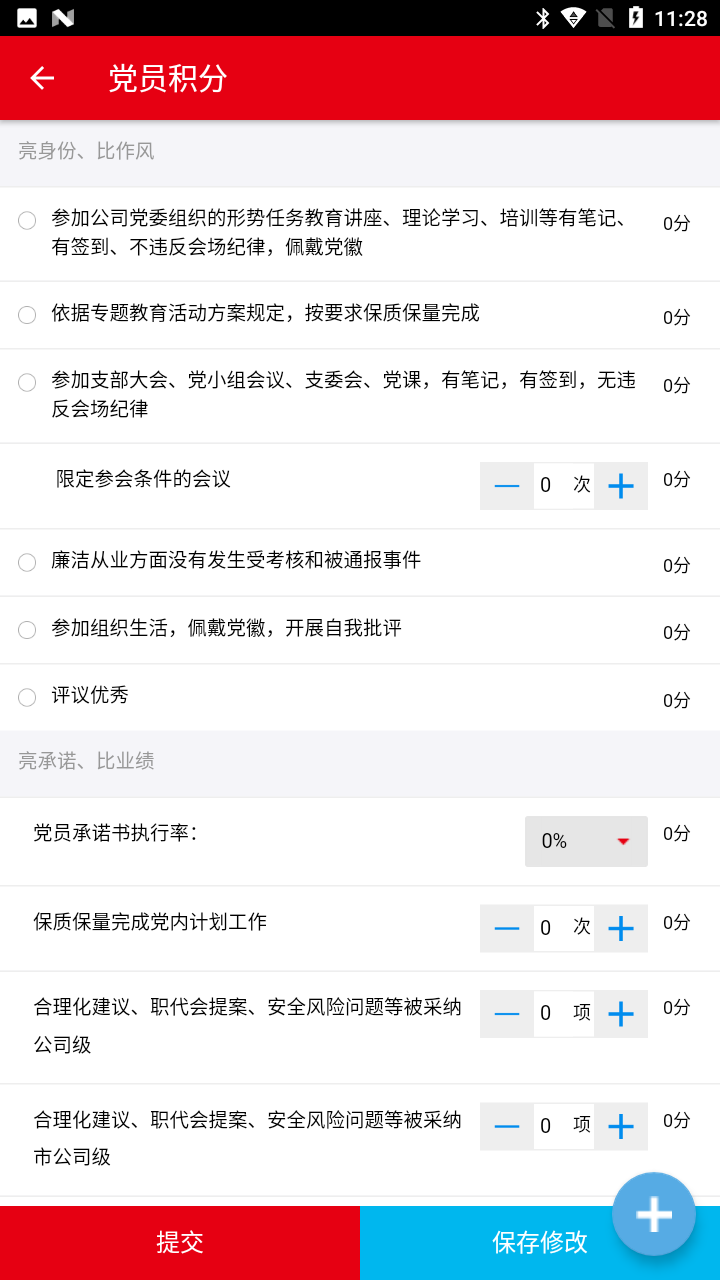 11:28
党员积分
亮身份、比作风
参加公司党委组织的形势任务教育讲座、理论学习、培训等有笔记、
有签到、不违反会场纪律，佩戴党徽
0分
依据专题教育活动方案规定，按要求保质保量完成
0分
参加支部大会、党小组会议、支委会、党课，有笔记，有签到，无违
反会场纪律
0分
限定参会条件的会议
0 次
0分
廉洁从业方面没有发生受考核和被通报事件
0分
参加组织生活，佩戴党徽，开展自我批评
0分
评议优秀
0分
亮承诺、比业绩
党员承诺书执行率：
0%
0分
保质保量完成党内计划工作
0 次
0分
合理化建议、职代会提案、安全风险问题等被采纳
公司级
0 项
0分
合理化建议、职代会提案、安全风险问题等被采纳
市公司级
0 项
0分
提交
保存修改